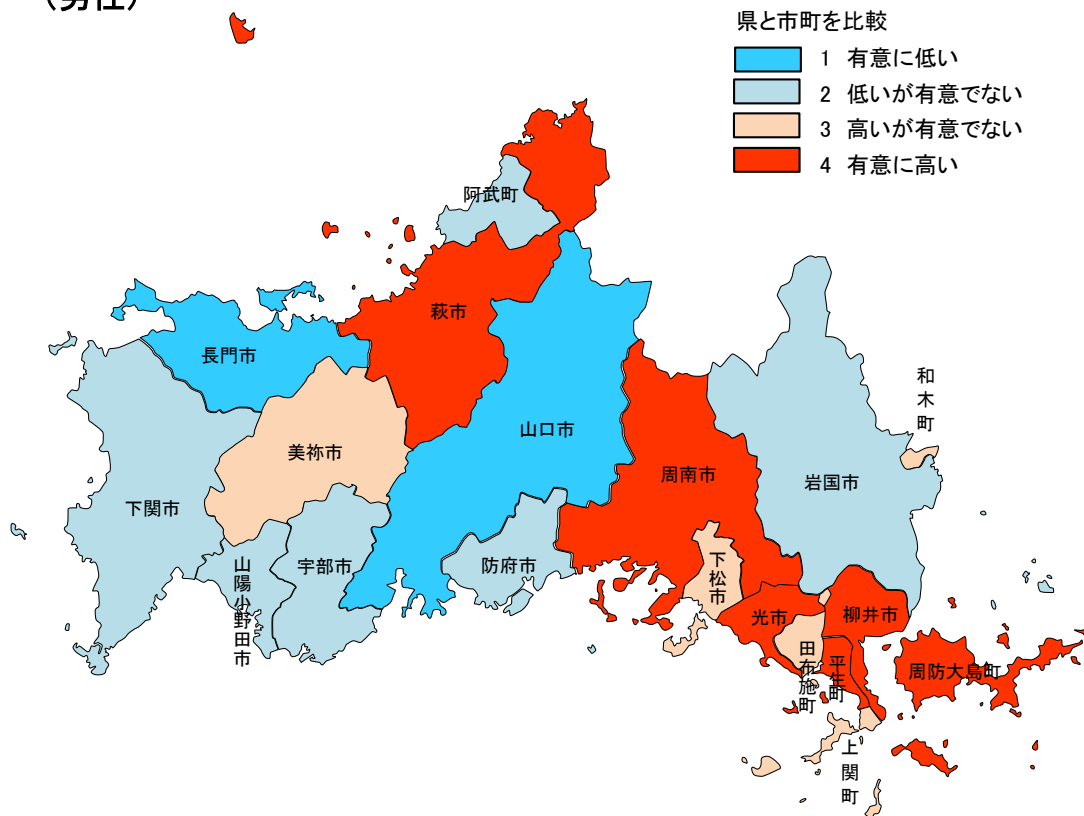 (男性)
県と市町を比較
1 有意に低い
2 低いが有意でない
3 高いが有意でない
4 有意に高い
阿武町
萩市
長門市
和木町
山口市
美祢市
周南市
岩国市
下関市
山陽小野田市
宇部市
防府市
下松市
光市
柳井市
田布施町
平生町
周防大島町
上関町